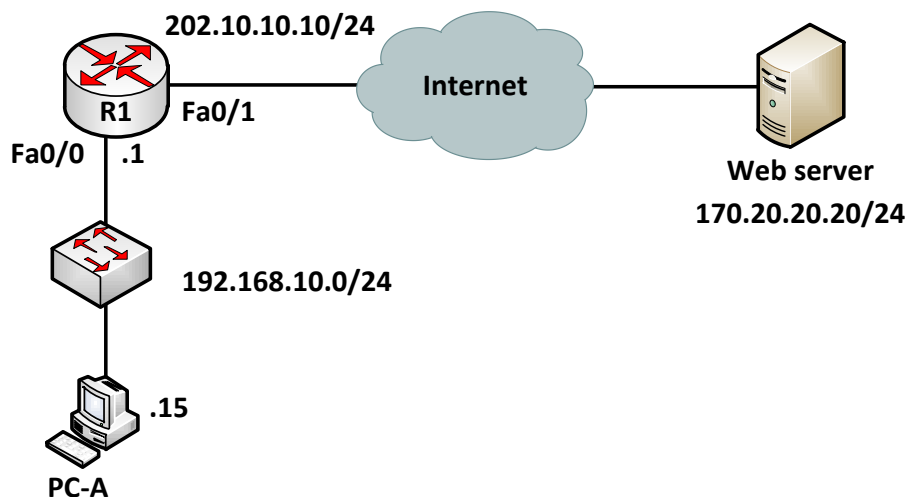 202.10.10.10/24
Internet
R1
Fa0/1
Fa0/0
.1
Web server
170.20.20.20/24
192.168.10.0/24
.15
PC-A